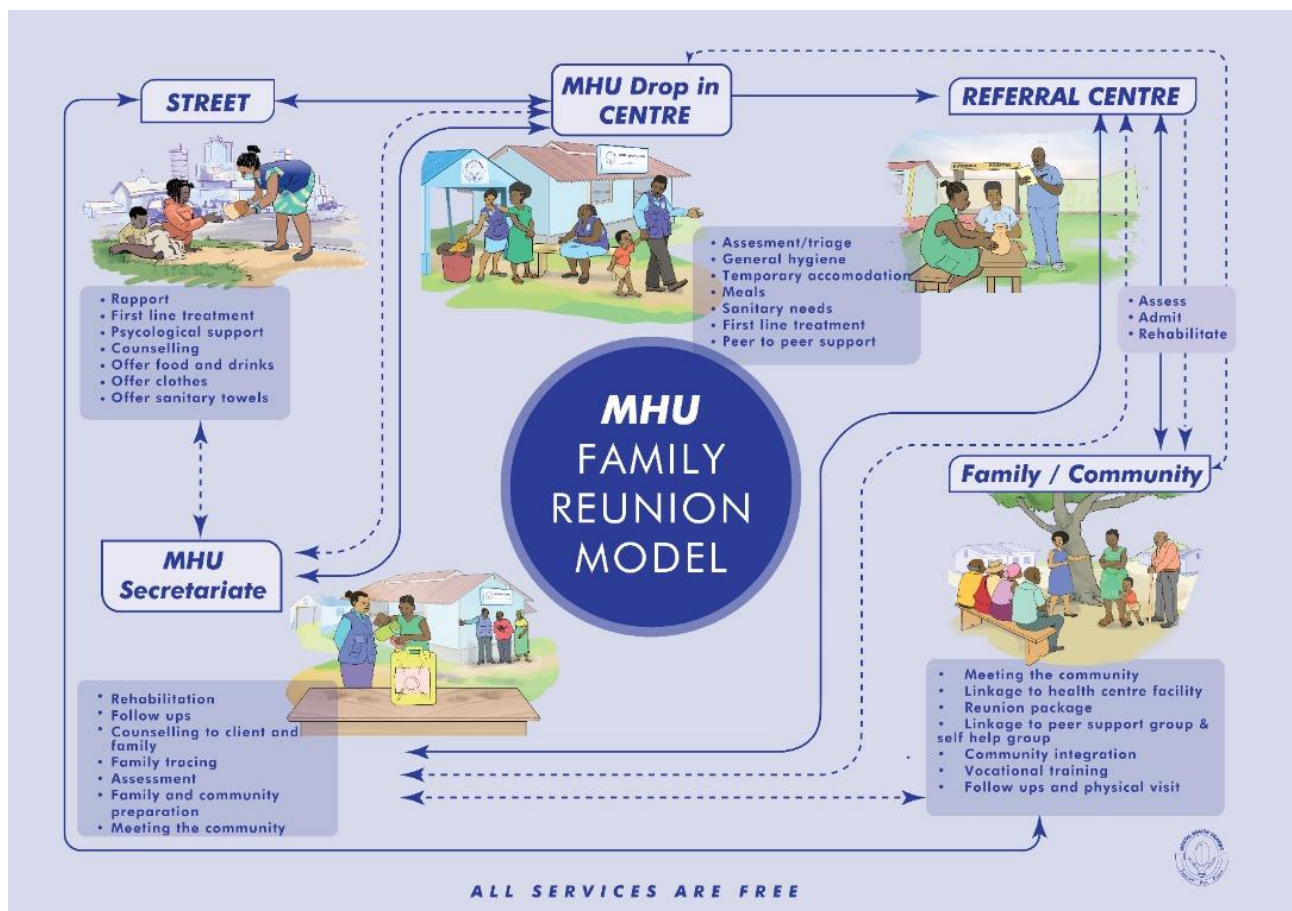 STREET
MHU Drop in
CENTRE
REFERRAL CENTRE
• Rapport
• First line treatment
• Psycological support
• Counselling
• Offer food and drinks
• Offer clothes
• Offer sanitary towels
• Assesment/triage
• General hygiene
• Temporary accomodation
• Meals
• Sanitary needs
• First line treatment
• Peer to peer support
HOSPITAL
• Assess
• Admit
• Rehabilitate
MHU
FAMILY
REUNION
MODEL
Family / Community
MHU
Secretariate
• Rehabilitation
• Follow ups
• Counselling to client and
family
• Family tracing
• Assessment
• Family and community
preparation
• Meeting the community
• Meeting the community
• Linkage to health centre facility
• Reunion package
• Linkage to peer support group &
self help group
• Community integration
• Vocational training
• Follow ups and physical visit
ALL SERVICES ARE FREE